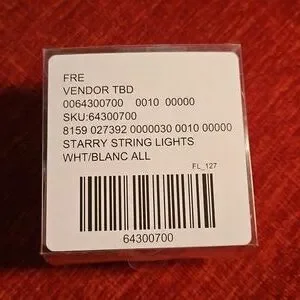 FRE
VENDOR TBD
0064300700 0010 00000
SKU:64300700
8159 027392 0000030 0010 00000
STARRY STRING LIGHTS
WHT/BLANC ALL
FL_127
64300700